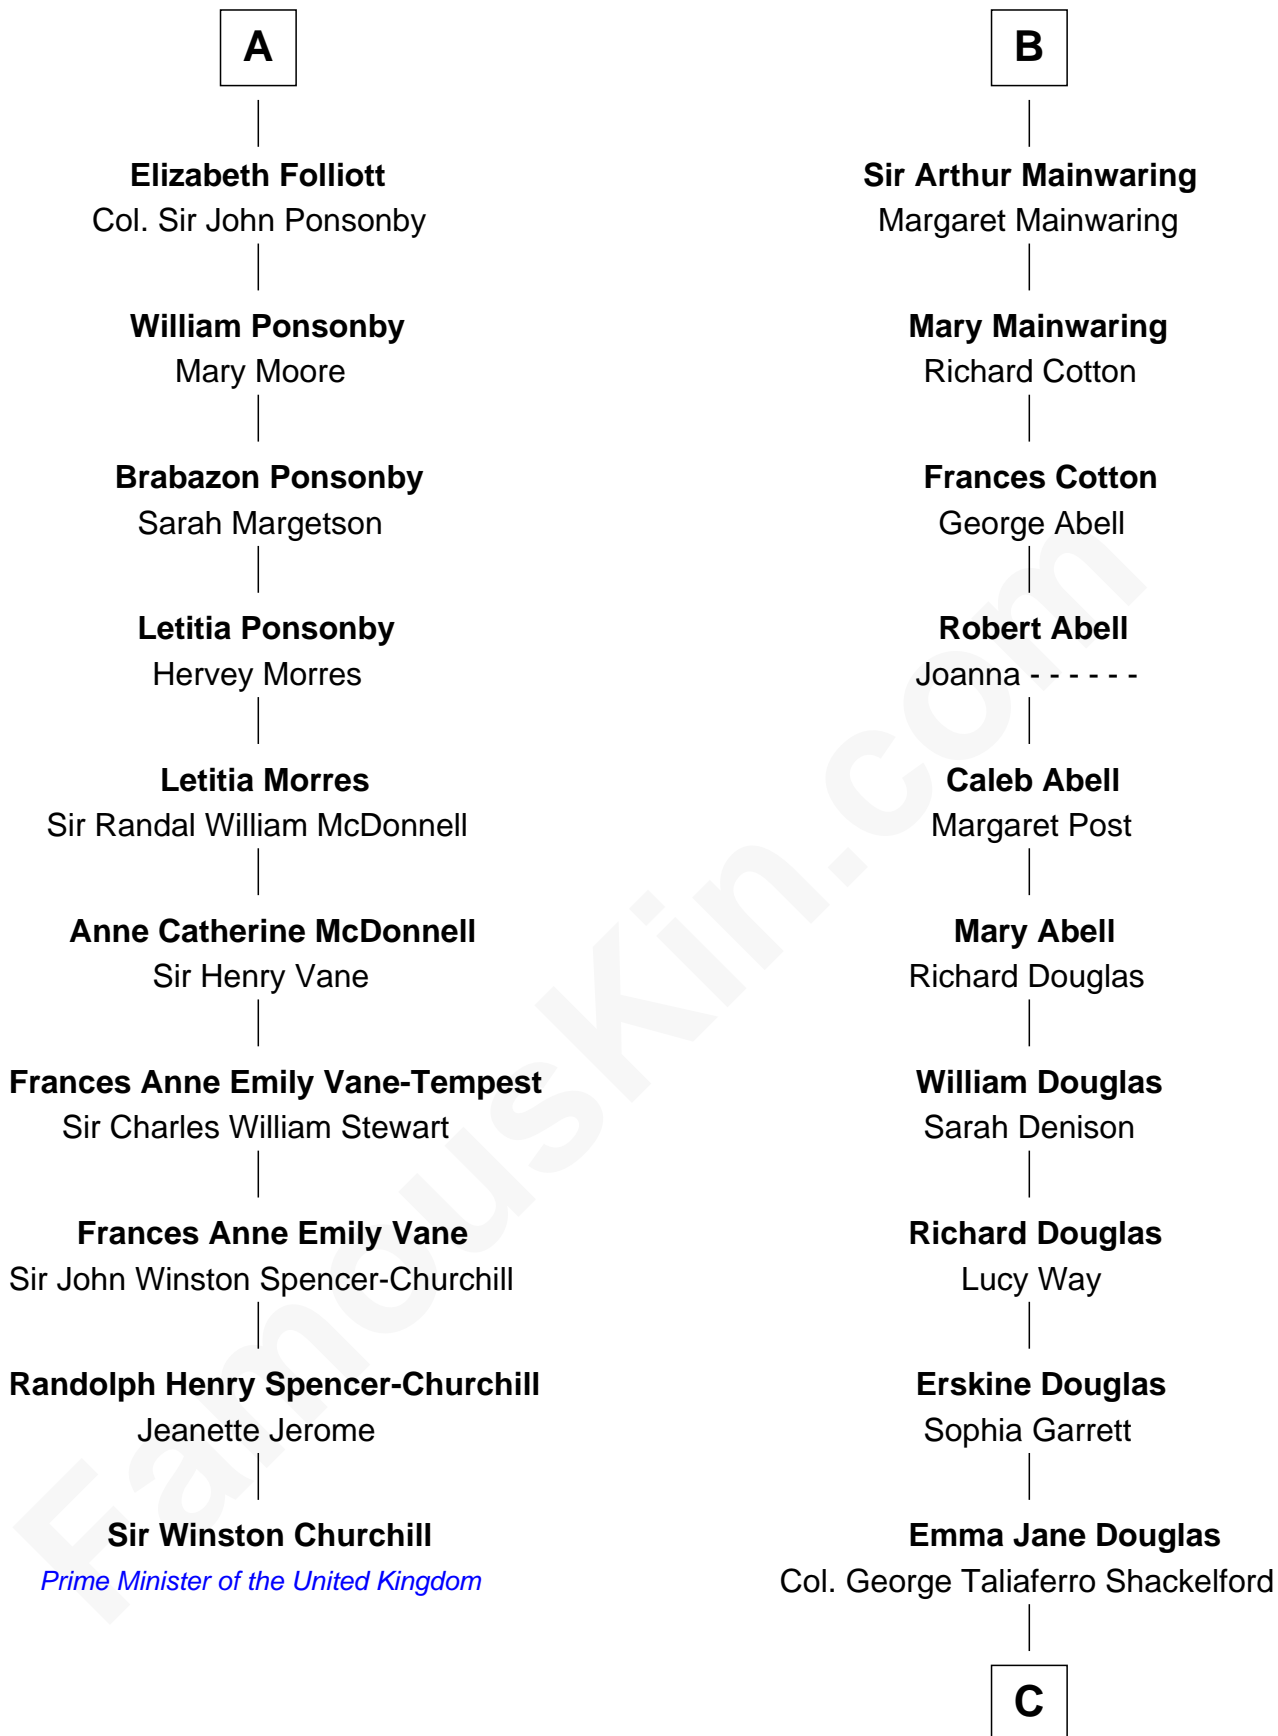 A
Elizabeth Folliott
Col. Sir John Ponsonby
William Ponsonby
Mary Moore
Brabazon Ponsonby
Sarah Margetson
Letitia Ponsonby
Hervey Morres
Letitia Morres
Sir Randal William McDonnell
Anne Catherine McDonnell
Sir Henry Vane
Frances Anne Emily Vane-Tempest
Sir Charles William Stewart
Frances Anne Emily Vane
Sir John Winston Spencer-Churchill
Randolph Henry Spencer-Churchill
Jeanette Jerome
Sir Winston Churchill
Prime Minister of the United Kingdom
B
Sir Arthur Mainwaring
Margaret Mainwaring
Mary Mainwaring
Richard Cotton
Frances Cotton
George Abell
Robert Abell
Joanna - - - - - -
Caleb Abell
Margaret Post
Mary Abell
Richard Douglas
William Douglas
Sarah Denison
Richard Douglas
Lucy Way
Erskine Douglas
Sophia Garrett
Emma Jane Douglas
Col. George Taliaferro Shackelford
C
FamousKin.com